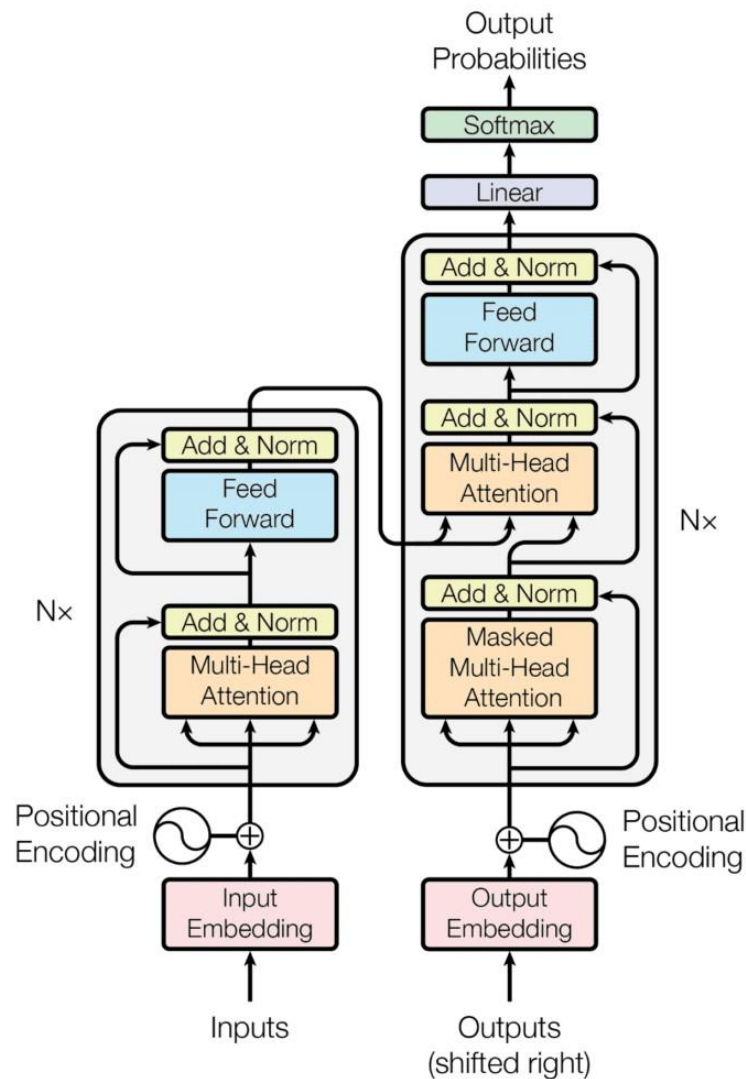 Output
Probabilities
Softmax
Linear
Add & Norm
Feed
Forward
Add & Norm
Multi-Head
Attention
Nx
Add & Norm
Masked
Multi-Head
Attention
Add & Norm
Feed
Forward
Nx
Add & Norm
Multi-Head
Attention
Positional
Encoding
Positional
Encoding
Input
Embedding
Output
Embedding
Inputs
Outputs
(shifted right)